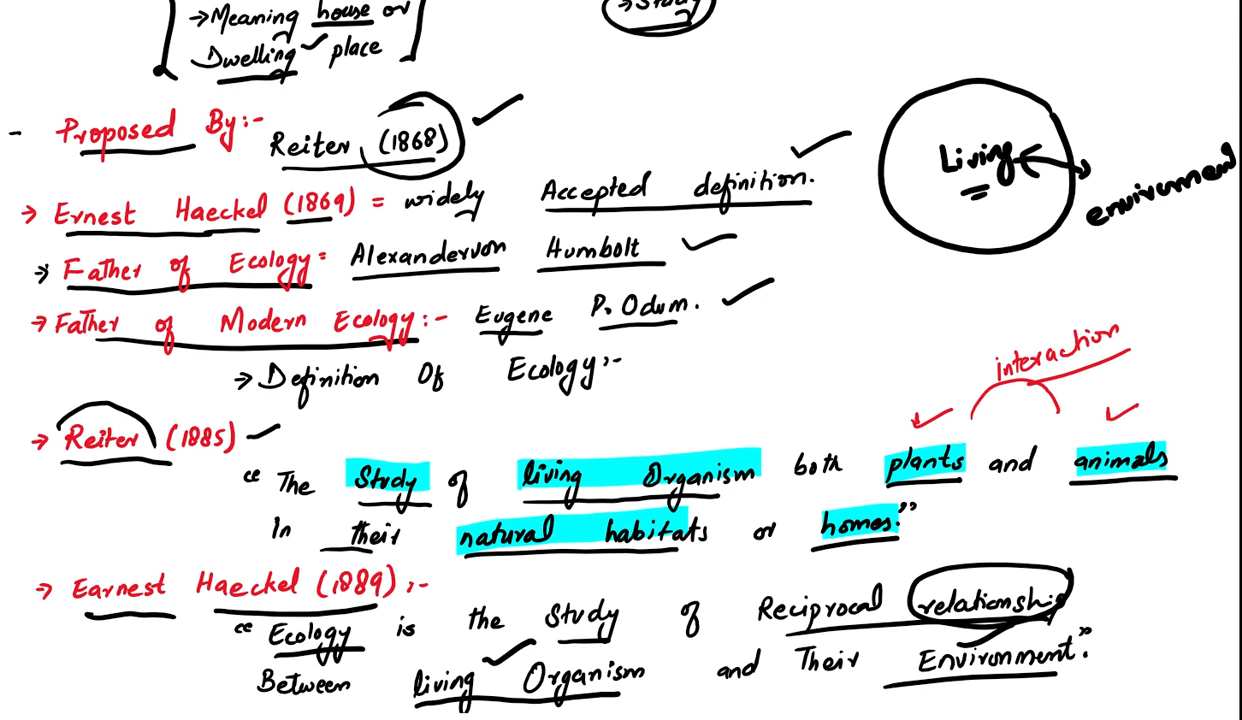 →Meaning house or
Dwelling place
→Study
- Proposed By:- Reiter (1868)
→ Ernest Haeckel (1869) = widely Accepted definition.
→ Father of Ecology= Alexandervon Humbolt
→ Father of Modern Ecology:- Eugene P. Odum.
Living
environment
→ Definition Of Ecology:-
interaction
→ Reiter (1885)
"The Study of living Organism both plants and animals
In their natural habitats or homes."
→ Earnest Haeckel (1889):-
"Ecology is the Study of Reciprocal relationship
Between living Organism and Their Environment."